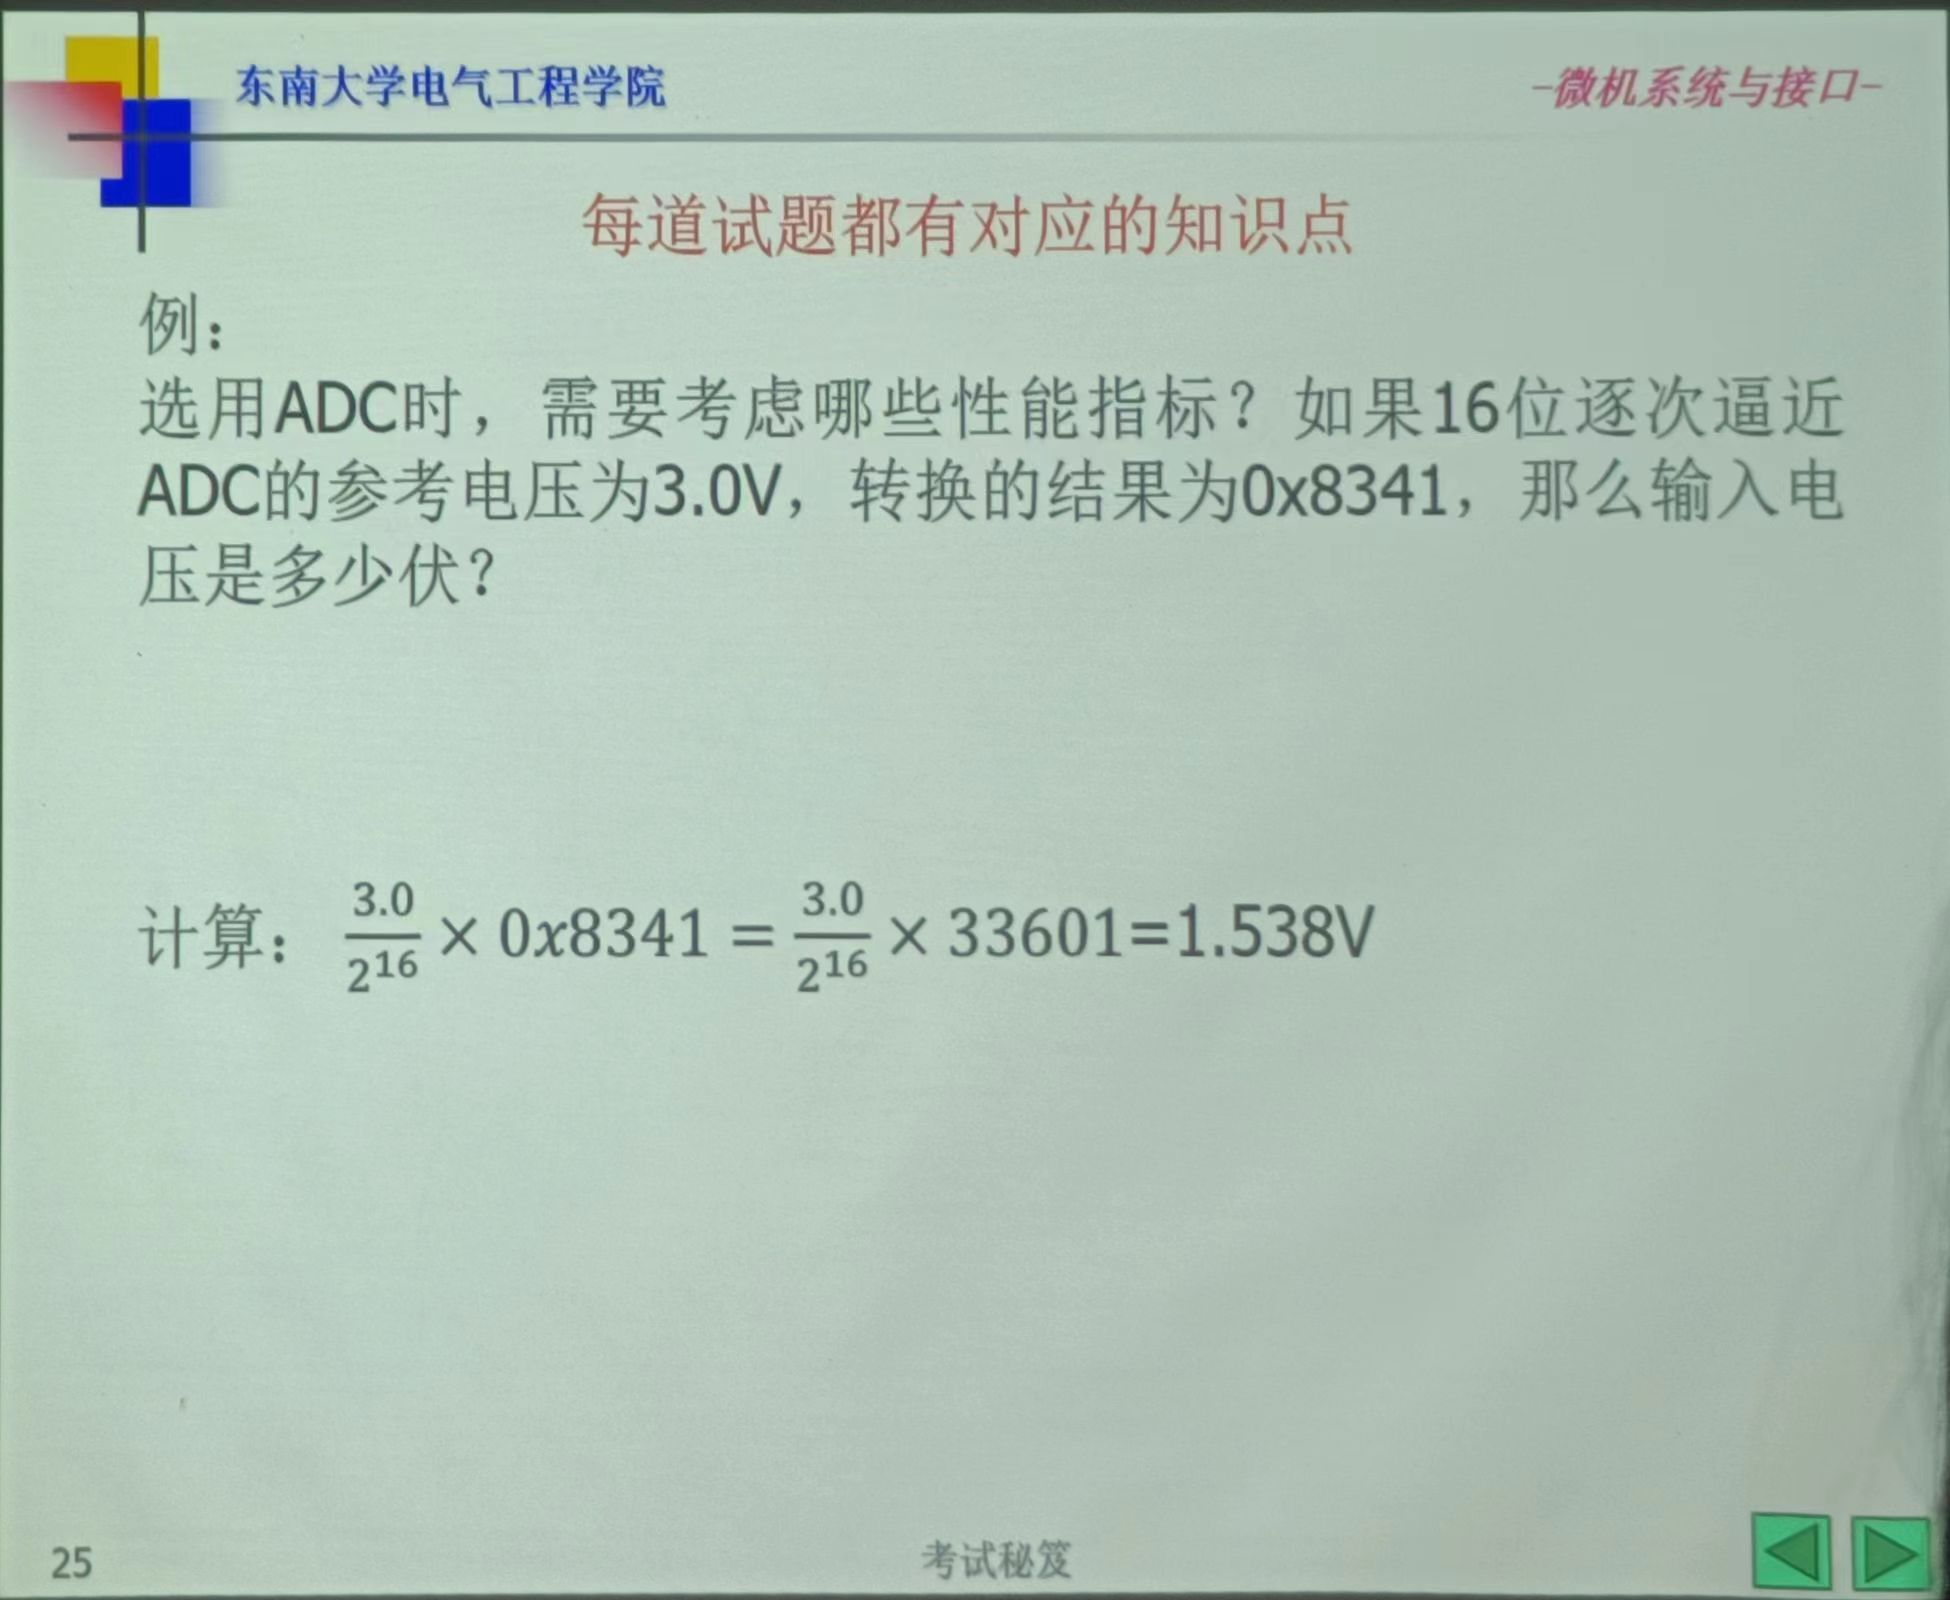 东南大学电气工程学院
-微机系统与接口-
每道试题都有对应的知识点
例：
选用ADC时，需要考虑哪些性能指标？如果16位逐次逼近
ADC的参考电压为3.0V，转换的结果为0x8341，那么输入电
压是多少伏？
计算： 3.0/2^16 × 0x8341 = 3.0/2^16 × 33601=1.538V
25
考试秘笈